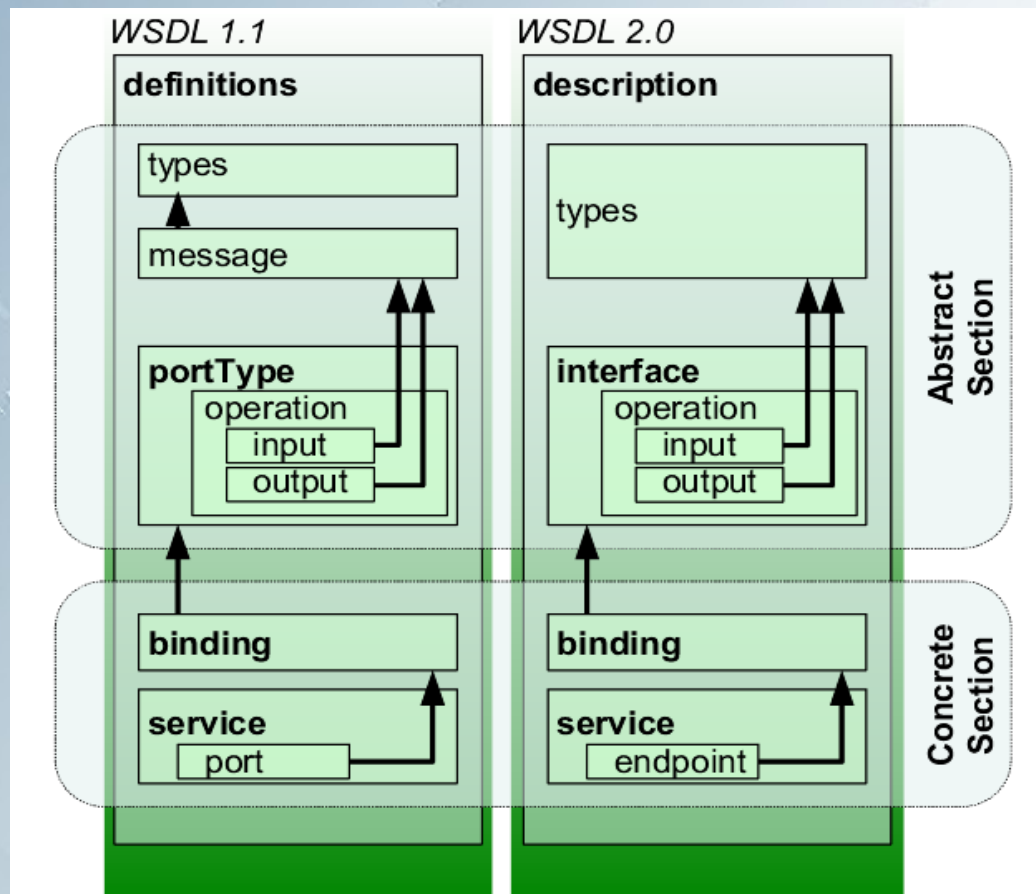 WSDL 1.1
definitions
types
message
portType
operation
input
output
binding
service
port
WSDL 2.0
description
types
interface
operation
input
output
binding
service
endpoint
Abstract
Section
Concrete
Section